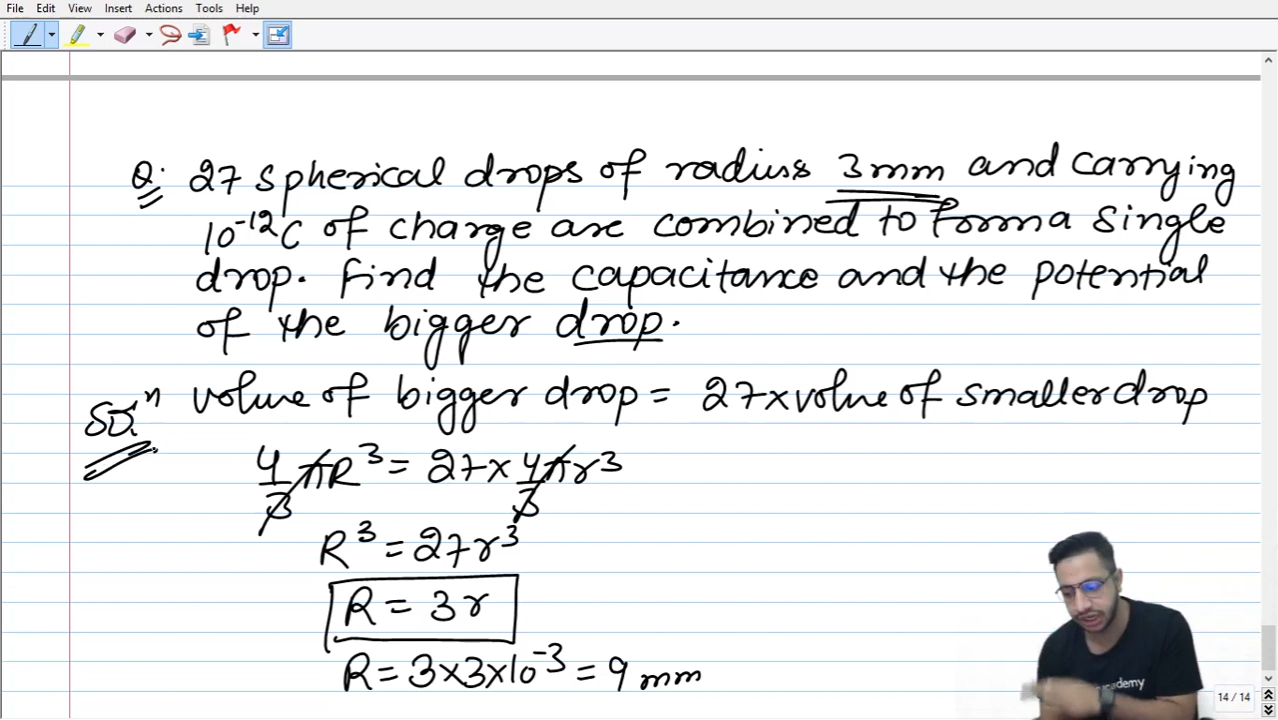 File Edit View Insert Actions Tools Help
Q. 27 spherical drops of radius 3mm and carrying
10⁻¹²C of charge are combined to form a single
drop. Find the capacitance and the potential
of the bigger drop.
Solⁿ volume of bigger drop = 27×volue of smaller drop
4/3 πR³ = 27 × 4/3 πr³
R³ = 27r³
R = 3r
R = 3×3×10⁻³ = 9 mm
academy
14 / 14